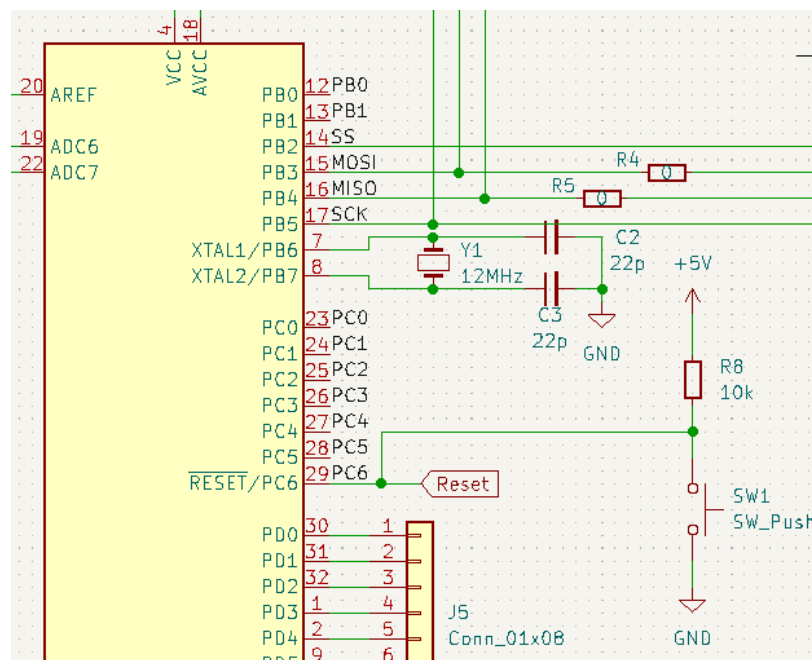 4 18
VCC AVCC
20 AREF
PB0 12 PB0
PB1 13 PB1
19 ADC6
PB2 14 SS
22 ADC7
PB3 15 MOSI
R4 0
PB4 16 MISO
R5 0
PB5 17 SCK
XTAL1/PB6 7
Y1
12MHz
C2
22p
+5V
XTAL2/PB7 8
C3
22p
GND
PC0 23 PC0
PC1 24 PC1
PC2 25 PC2
PC3 26 PC3
PC4 27 PC4
PC5 28 PC5
RESET/PC6 29 PC6
Reset
R8
10k
SW1
SW_Push
GND
PD0 30 1
PD1 31 2
PD2 32 3
PD3 1 4
PD4 2 5
J5
Conn_01x08
9 6